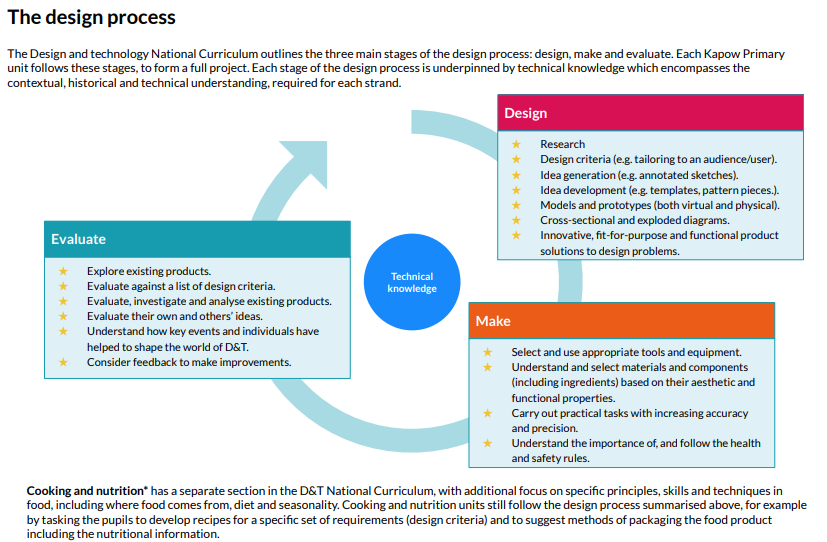 The design process
The Design and technology National Curriculum outlines the three main stages of the design process: design, make and evaluate. Each Kapow Primary
unit follows these stages, to form a full project. Each stage of the design process is underpinned by technical knowledge which encompasses the
contextual, historical and technical understanding, required for each strand.
Design
Research
Design criteria (e.g. tailoring to an audience/user).
Idea generation (e.g. annotated sketches).
Idea development (e.g. templates, pattern pieces.).
Models and prototypes (both virtual and physical).
Cross-sectional and exploded diagrams.
Innovative, fit-for-purpose and functional product
solutions to design problems.
Evaluate
Explore existing products.
Evaluate against a list of design criteria.
Evaluate, investigate and analyse existing products.
Evaluate their own and others’ ideas.
Understand how key events and individuals have
helped to shape the world of D&T.
Consider feedback to make improvements.
Technical
knowledge
Make
Select and use appropriate tools and equipment.
Understand and select materials and components
(including ingredients) based on their aesthetic and
functional properties.
Carry out practical tasks with increasing accuracy
and precision.
Understand the importance of, and follow the health
and safety rules.
Cooking and nutrition* has a separate section in the D&T National Curriculum, with additional focus on specific principles, skills and techniques in
food, including where food comes from, diet and seasonality. Cooking and nutrition units still follow the design process summarised above, for example
by tasking the pupils to develop recipes for a specific set of requirements (design criteria) and to suggest methods of packaging the food product
including the nutritional information.